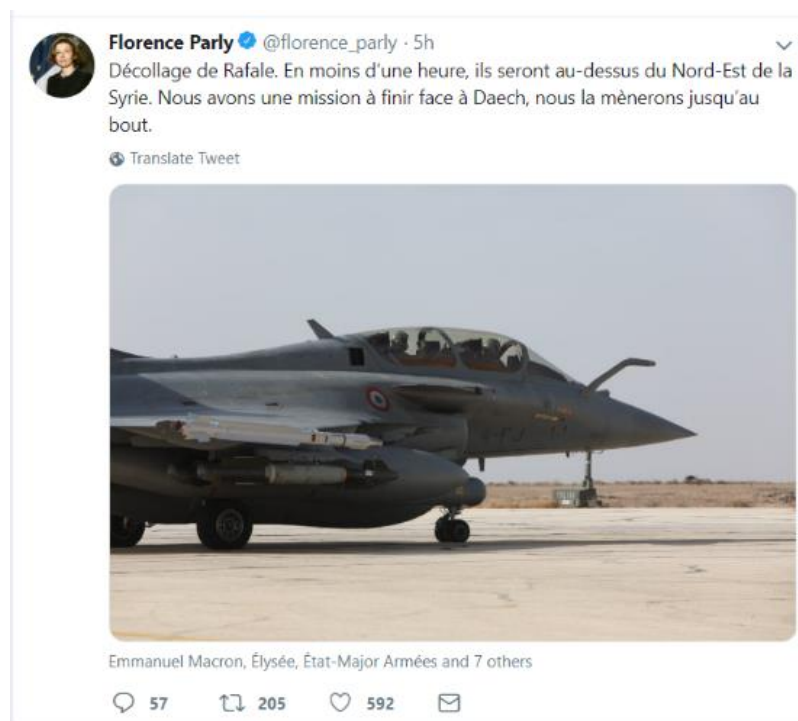 Florence Parly @florence_parly · 5h
Décollage de Rafale. En moins d'une heure, ils seront au-dessus du Nord-Est de la
Syrie. Nous avons une mission à finir face à Daech, nous la mènerons jusqu'au
bout.
Translate Tweet
Emmanuel Macron, Élysée, État-Major Armées and 7 others
57 205 592